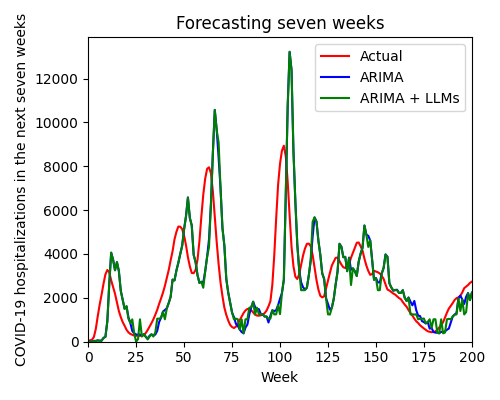 Forecasting seven weeks
COVID-19 hospitalizations in the next seven weeks
12000
10000
8000
6000
4000
2000
0
Actual
ARIMA
ARIMA + LLMs
0 25 50 75 100 125 150 175 200
Week